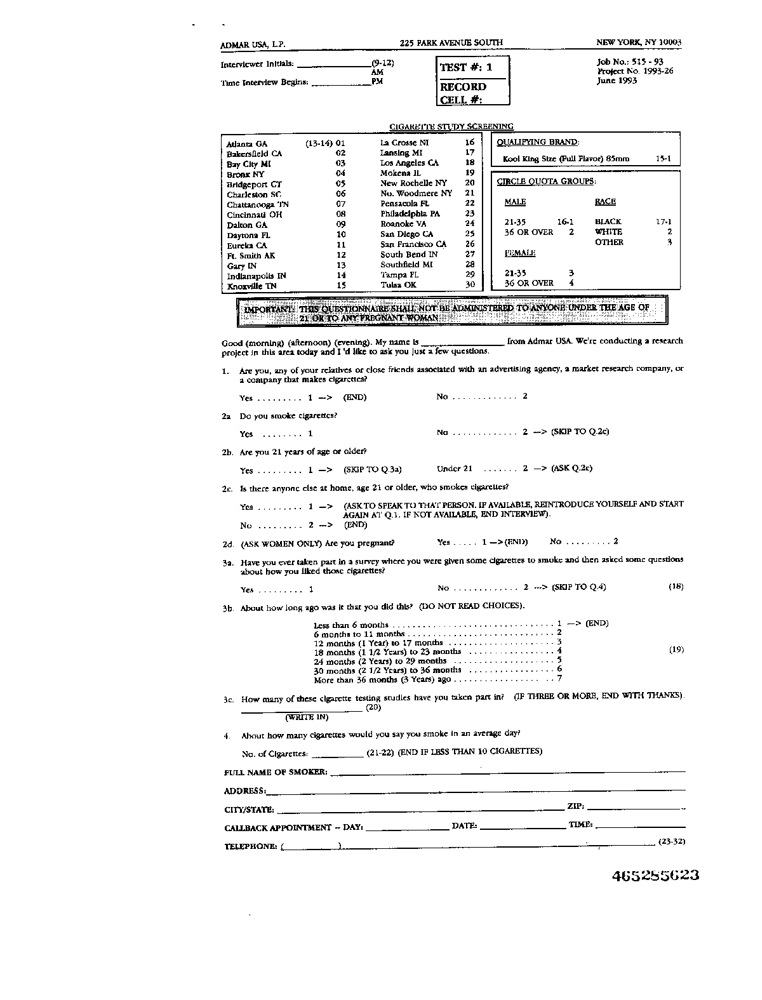 ADMAR USA, L.P. 225 PARK AVENUE SOUTH NEW YORK, NY 10003
Interviewer Initials: ____________ (9-12)
AM
Time Interview Begins: ____________ PM
TEST #: 1
RECORD
CELL #:
Job No.: 515 - 93
Project No. 1993-26
June 1993
CIGARETTE STUDY SCREENING
Atlanta GA (13-14) 01 La Crosse NI 16
Bakersfield CA 02 Lansing MI 17
Bay City MI 03 Los Angeles CA 18
Bronx NY 04 Mokena IL 19
Bridgeport CT 05 New Rochelle NY 20
Charleston SC 06 No. Woodmere NY 21
Chattanooga TN 07 Pensacola FL 22
Cincinnati OH 08 Philadelphia PA 23
Dalton GA 09 Roanoke VA 24
Daytona FL 10 San Diego CA 25
Eureka CA 11 San Francisco CA 26
Ft. Smith AK 12 South Bend IN 27
Gary IN 13 Southfield MI 28
Indianapolis IN 14 Tampa FL 29
Knoxville TN 15 Tulsa OK 30
QUALIFYING BRAND:
Kool King Size (Full Flavor) 85mm 15-1
CIRCLE QUOTA GROUPS:
MALE RACE
21-35 16-1 BLACK 17-1
36 OR OVER 2 WHITE 2
OTHER 3
FEMALE
21-35 3
36 OR OVER 4
IMPORTANT: THIS QUESTIONNAIRE SHALL NOT BE ADMINISTERED TO ANYONE UNDER THE AGE OF
21 OR TO ANY PREGNANT WOMAN
Good (morning) (afternoon) (evening). My name is ____________ from Admar USA. We're conducting a research
project in this area today and I'd like to ask you just a few questions.
1. Are you, any of your relatives or close friends associated with an advertising agency, a market research company, or
a company that makes cigarettes?
Yes ......... 1 --> (END) No ............. 2
2a Do you smoke cigarettes?
Yes ........ 1 No ............. 2 --> (SKIP TO Q.2c)
2b. Are you 21 years of age or older?
Yes ......... 1 --> (SKIP TO Q.3a) Under 21 ....... 2 --> (ASK Q.2c)
2c. Is there anyone else at home, age 21 or older, who smokes cigarettes?
Yes ......... 1 --> (ASK TO SPEAK TO THAT PERSON. IF AVAILABLE, REINTRODUCE YOURSELF AND START
AGAIN AT Q.1. IF NOT AVAILABLE, END INTERVIEW).
No ......... 2 --> (END)
2d. (ASK WOMEN ONLY) Are you pregnant? Yes ..... 1 -->(END) No ......... 2
3a. Have you ever taken part in a survey where you were given some cigarettes to smoke and then asked some questions
about how you liked those cigarettes?
Yes ......... 1 No ............. 2 ---> (SKIP TO Q.4) (18)
3b. About how long ago was it that you did this? (DO NOT READ CHOICES).
Less than 6 months ................................ 1 --> (END)
6 months to 11 months ............................. 2
12 months (1 Year) to 17 months ..................... 3
18 months (1 1/2 Years) to 23 months ................. 4 (19)
24 months (2 Years) to 29 months .................... 5
30 months (2 1/2 Years) to 36 months ................. 6
More than 36 months (3 Years) ago ................... 7
3c. How many of these cigarette testing studies have you taken part in? (IF THREE OR MORE, END WITH THANKS).
____________ (20)
(WRITE IN)
4. About how many cigarettes would you say you smoke in an average day?
No. of Cigarettes: __________ (21-22) (END IF LESS THAN 10 CIGARETTES)
FULL NAME OF SMOKER: ____________
ADDRESS: ____________
CITY/STATE: ____________ ZIP: ____________
CALLBACK APPOINTMENT -- DAY: ____________ DATE: ____________ TIME: ____________
TELEPHONE: (__________) ____________ (23-32)
465285623